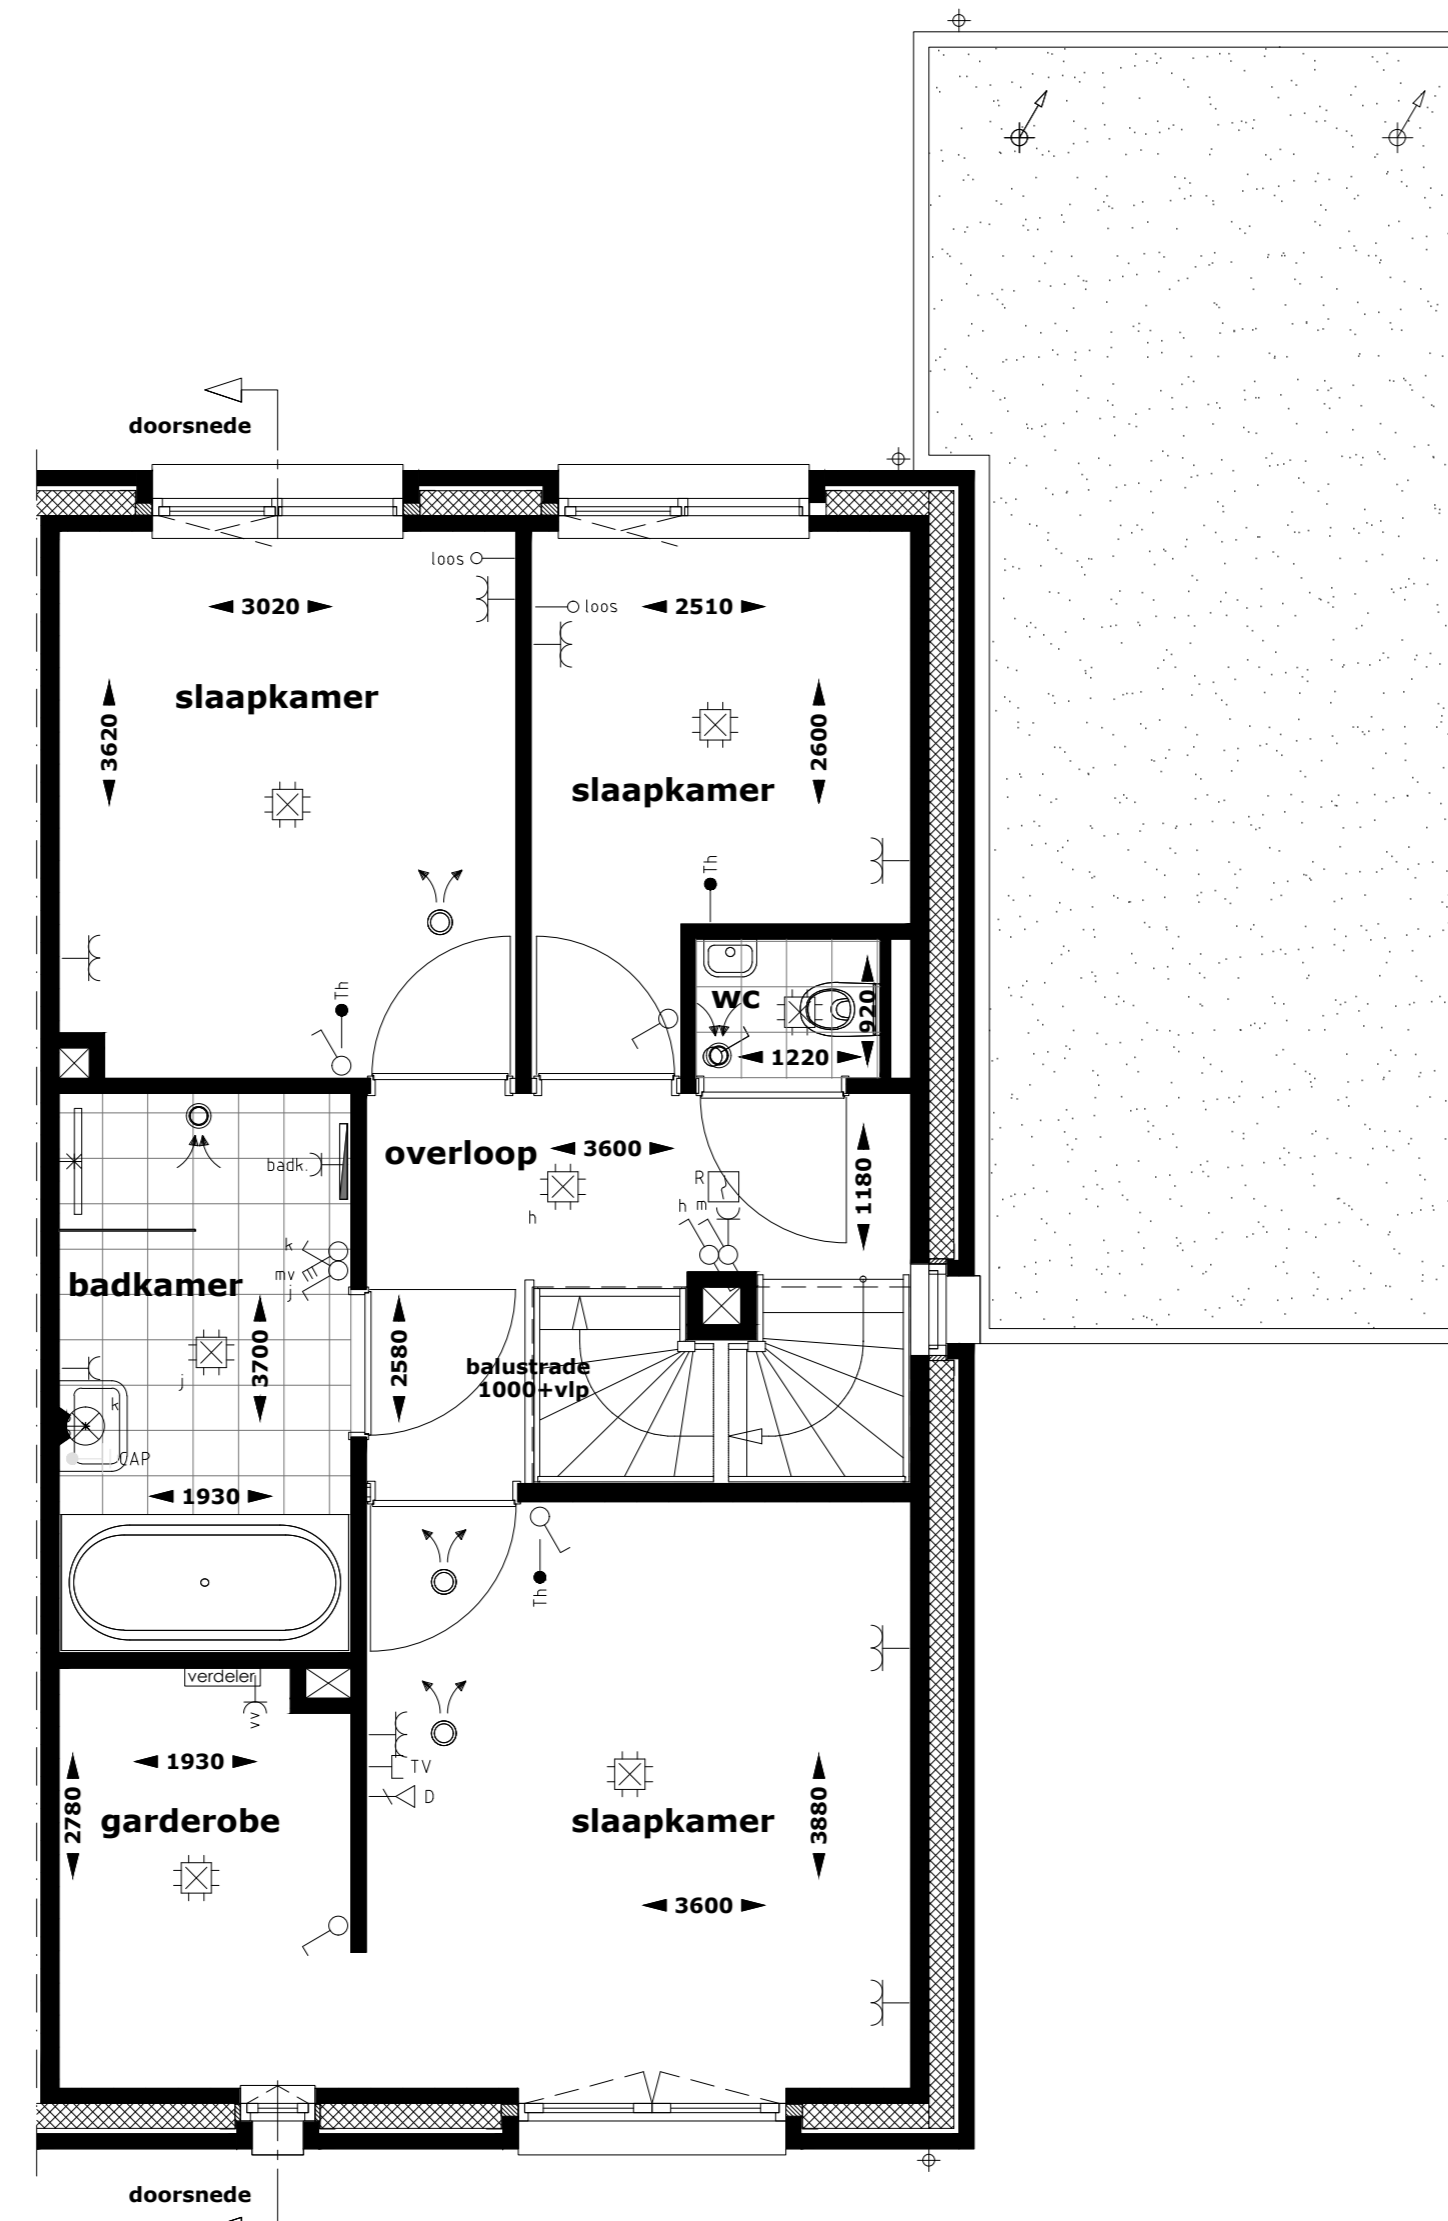 doorsnede
loos
3020
loos
2510
slaapkamer
3620
2600
slaapkamer
Th
Th
wc
920
1220
overloop
3600
badk.
R
h
h m
1180
k
mv
j
badkamer
3700
2580
balustrade
1000+vlp
j
k
CAP
1930
Th
verdeler
vv
1930
TV
D
2780
garderobe
slaapkamer
3880
3600
doorsnede